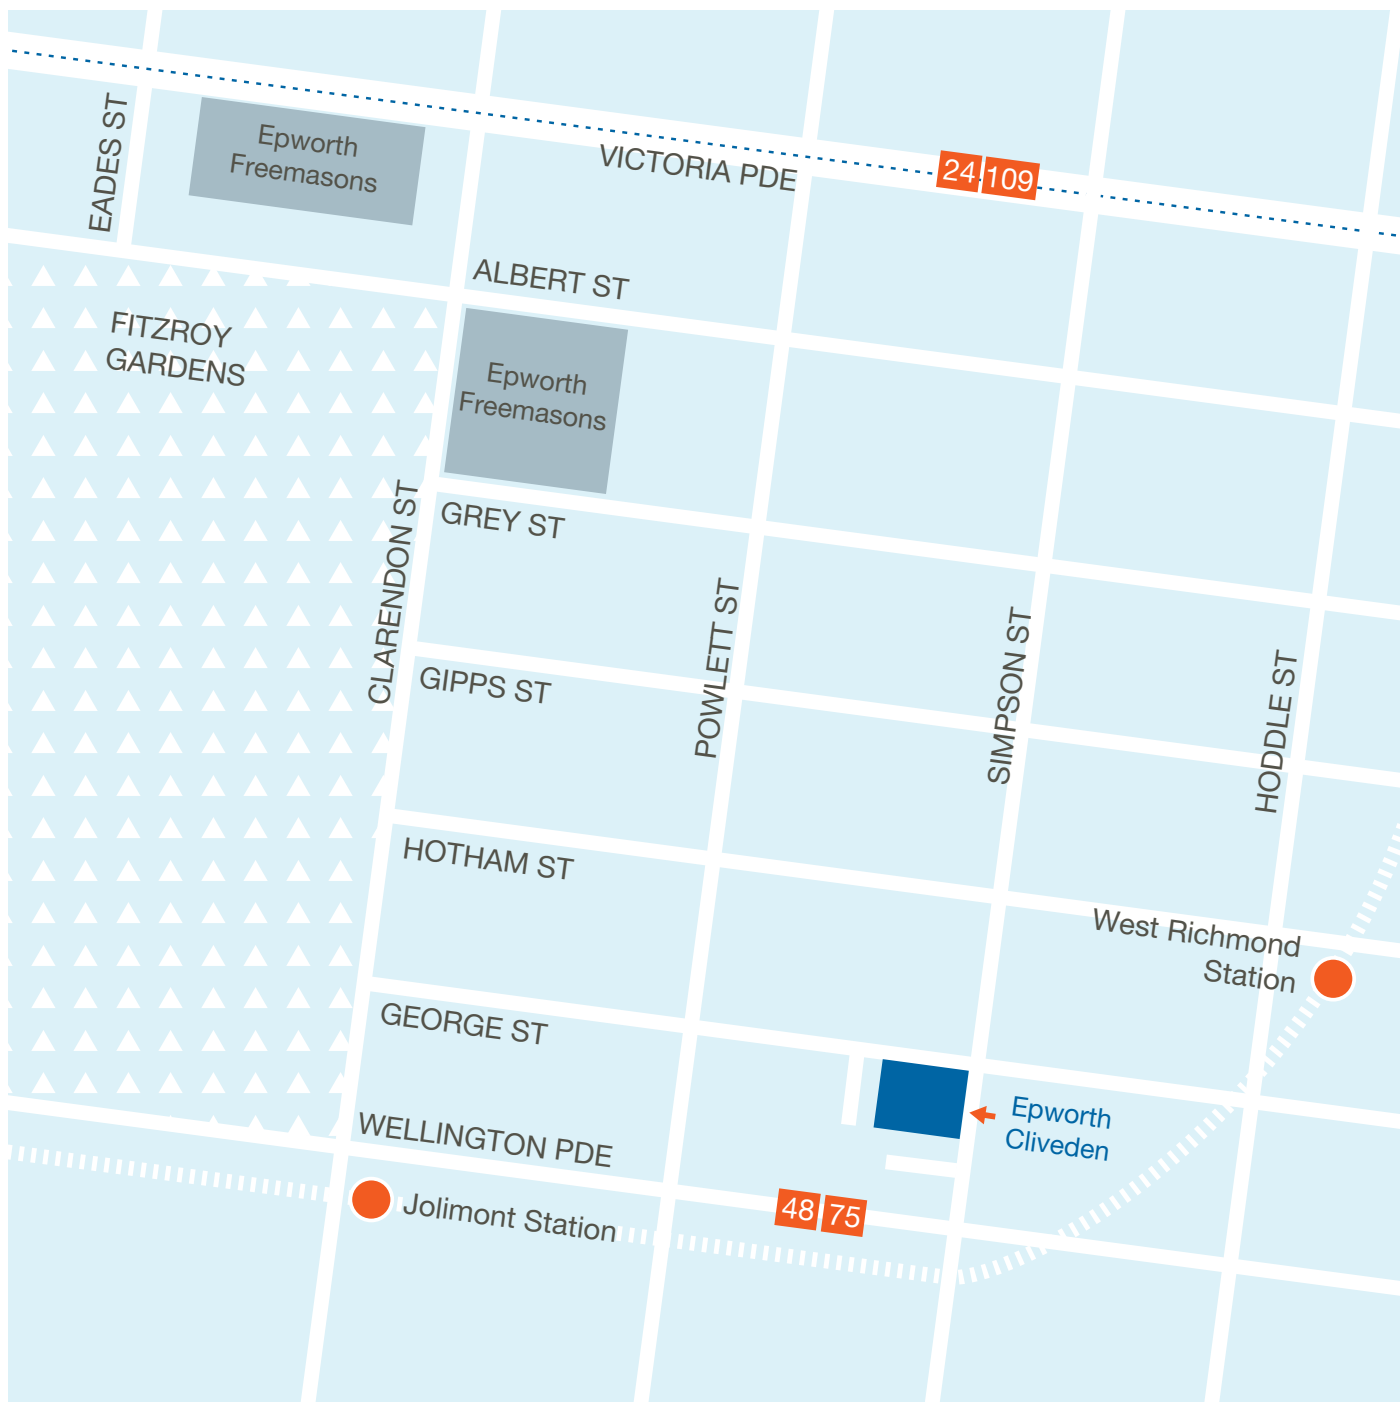 EADES ST
Epworth
Freemasons
VICTORIA PDE
24 109
ALBERT ST
FITZROY
GARDENS
Epworth
Freemasons
CLARENDON ST
GREY ST
POWLETT ST
SIMPSON ST
HODDLE ST
GIPPS ST
HOTHAM ST
West Richmond
Station
GEORGE ST
Epworth
Cliveden
WELLINGTON PDE
Jolimont Station
48 75